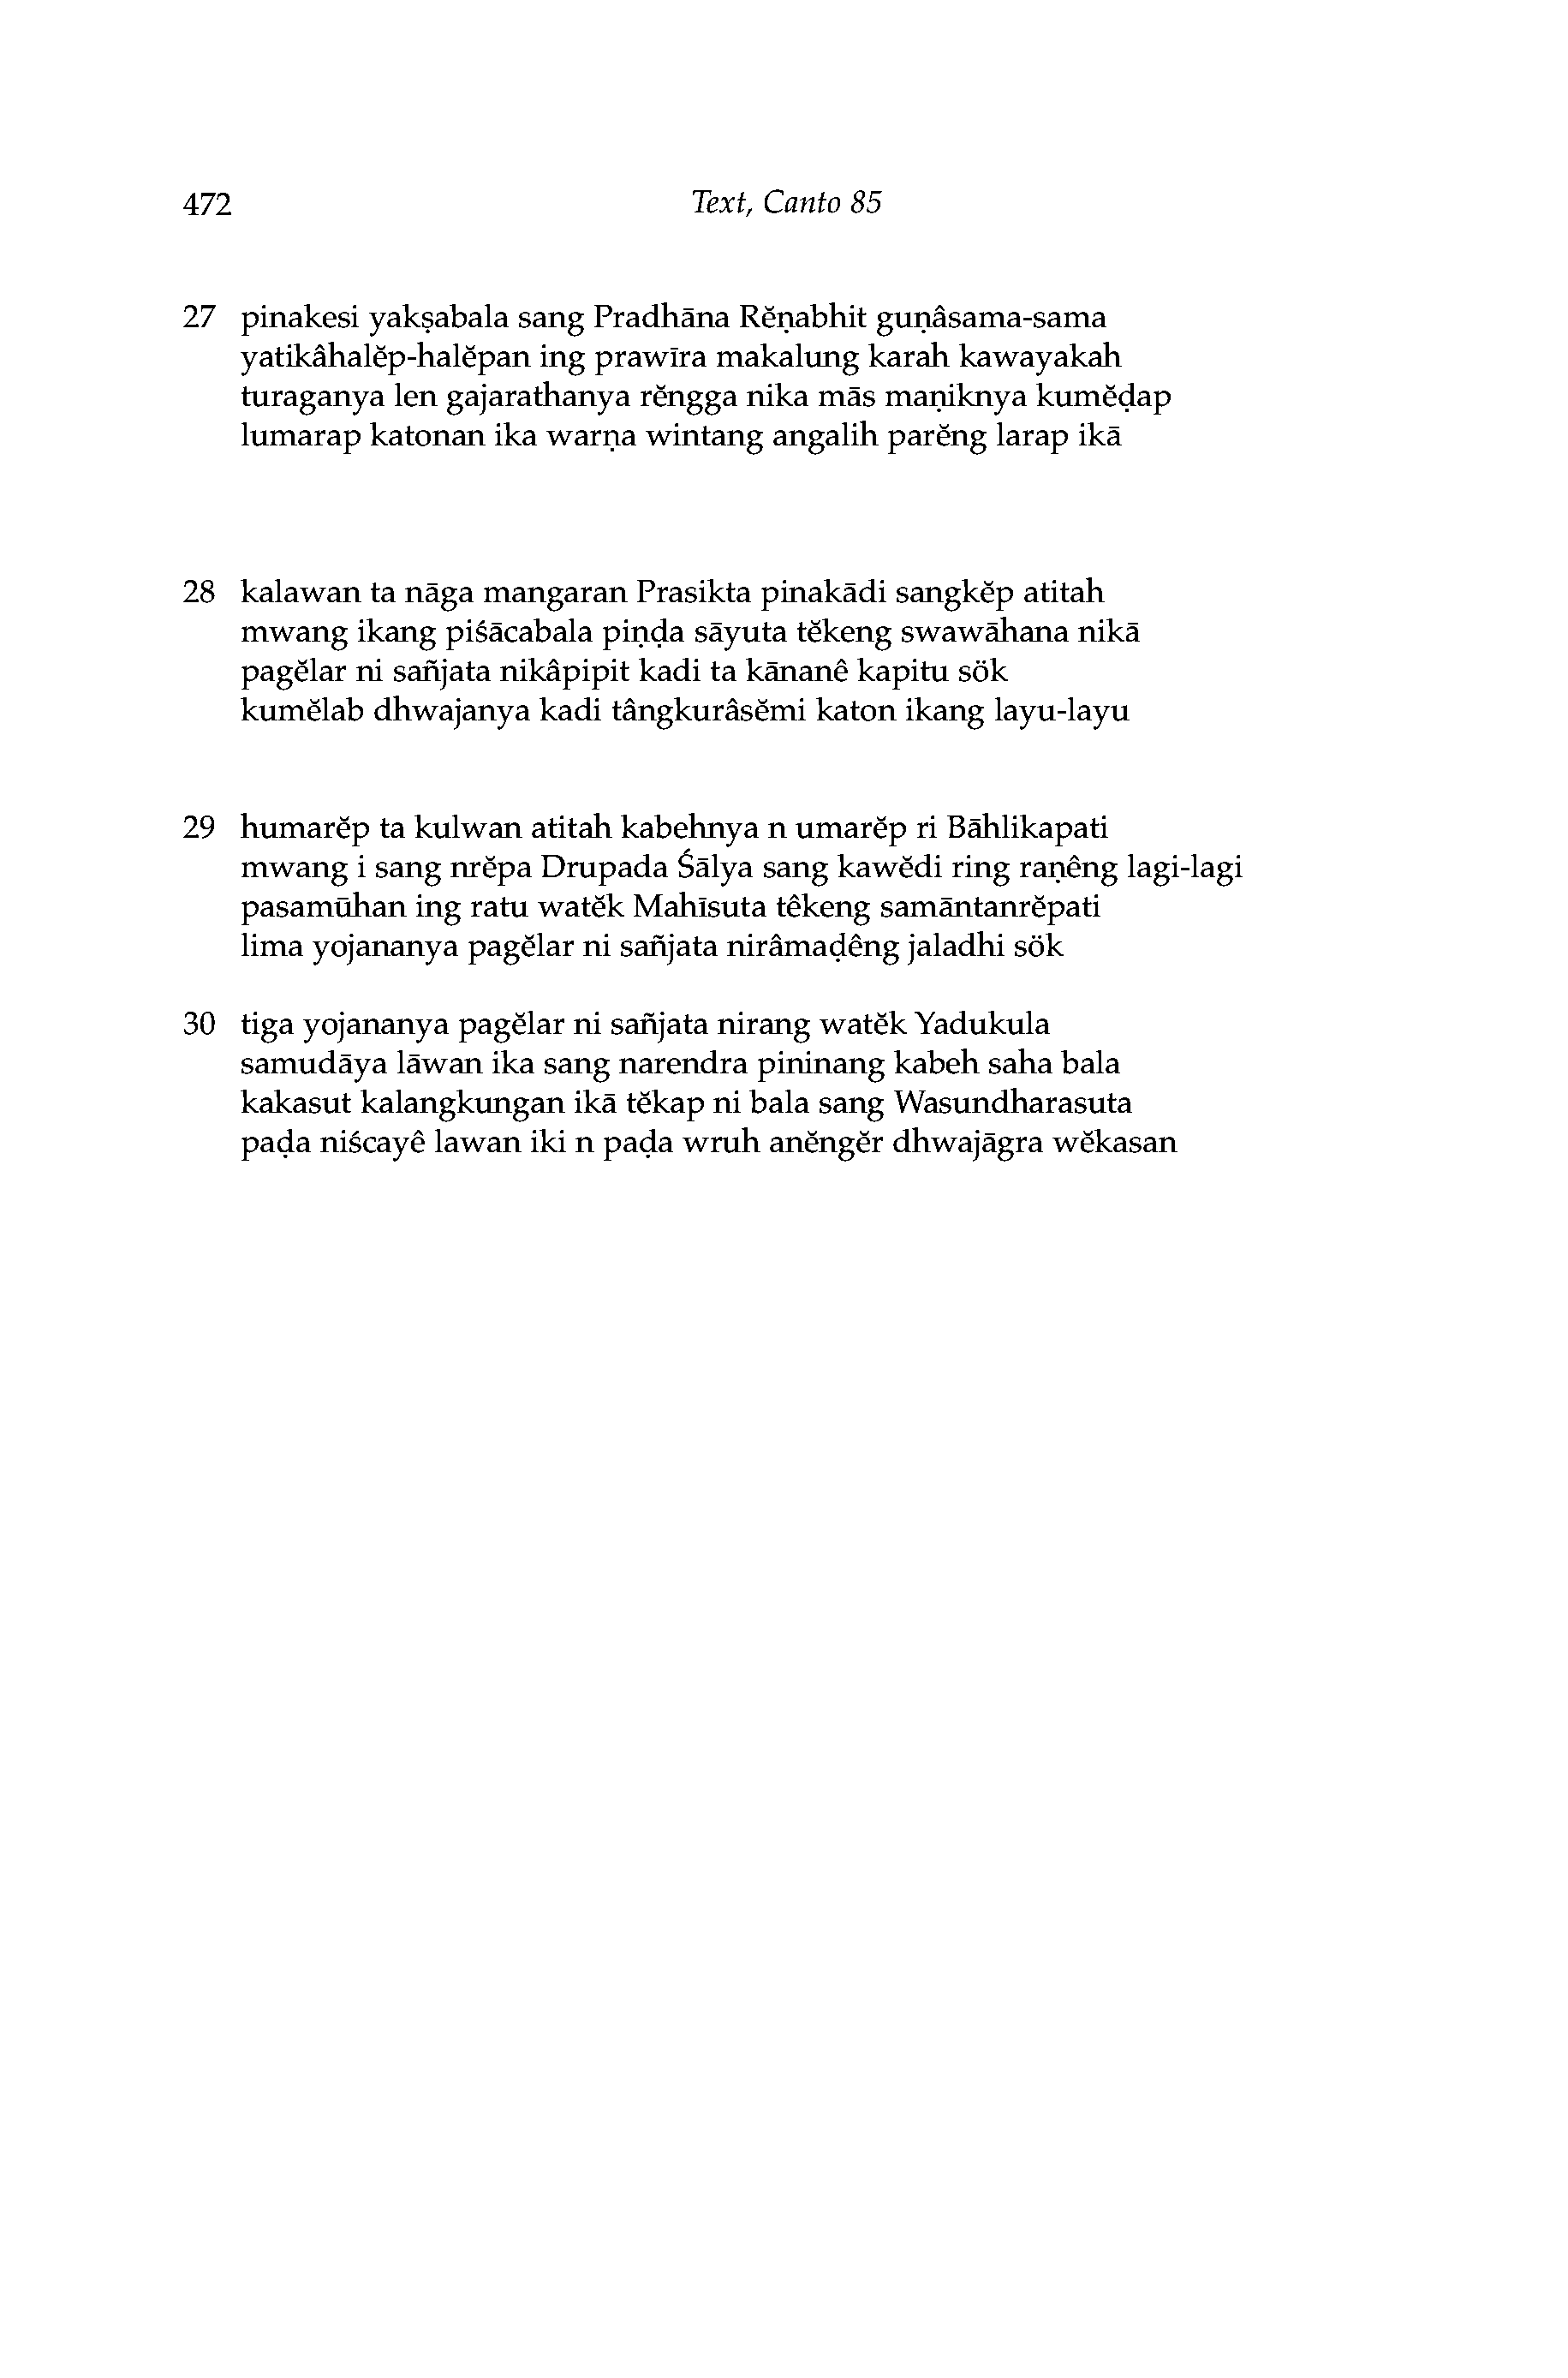 472 Text, Canto 85
27 pinakesi yakṣabala sang Pradhāna Rĕṇabhit guṇâsama-sama
yatikâhalĕp-halĕpan ing prawīra makalung karah kawayakah
turaganya len gajarathanya rĕngga nika mās maṇiknya kumĕḍap
lumarap katonan ika warṇa wintang angalih parĕng larap ikā
28 kalawan ta nāga mangaran Prasikta pinakādi sangkĕp atitah
mwang ikang piśācabala piṇḍa sāyuta tĕkeng swawāhana nikā
pagĕlar ni sañjata nikâpipit kadi ta kānanê kapitu sök
kumĕlab dhwajanya kadi tângkurâsĕmi katon ikang layu-layu
29 humarĕp ta kulwan atitah kabehnya n umarĕp ri Bāhlikapati
mwang i sang nrĕpa Drupada Śālya sang kawĕdi ring raṇêng lagi-lagi
pasamūhan ing ratu watĕk Mahīsuta têkeng samāntanrĕpati
lima yojananya pagĕlar ni sañjata nirâmaḍêng jaladhi sök
30 tiga yojananya pagĕlar ni sañjata nirang watĕk Yadukula
samudāya lāwan ika sang narendra pininang kabeh saha bala
kakasut kalangkungan ikā tĕkap ni bala sang Wasundharasuta
paḍa niścayê lawan iki n paḍa wruh anĕngĕr dhwajāgra wĕkasan